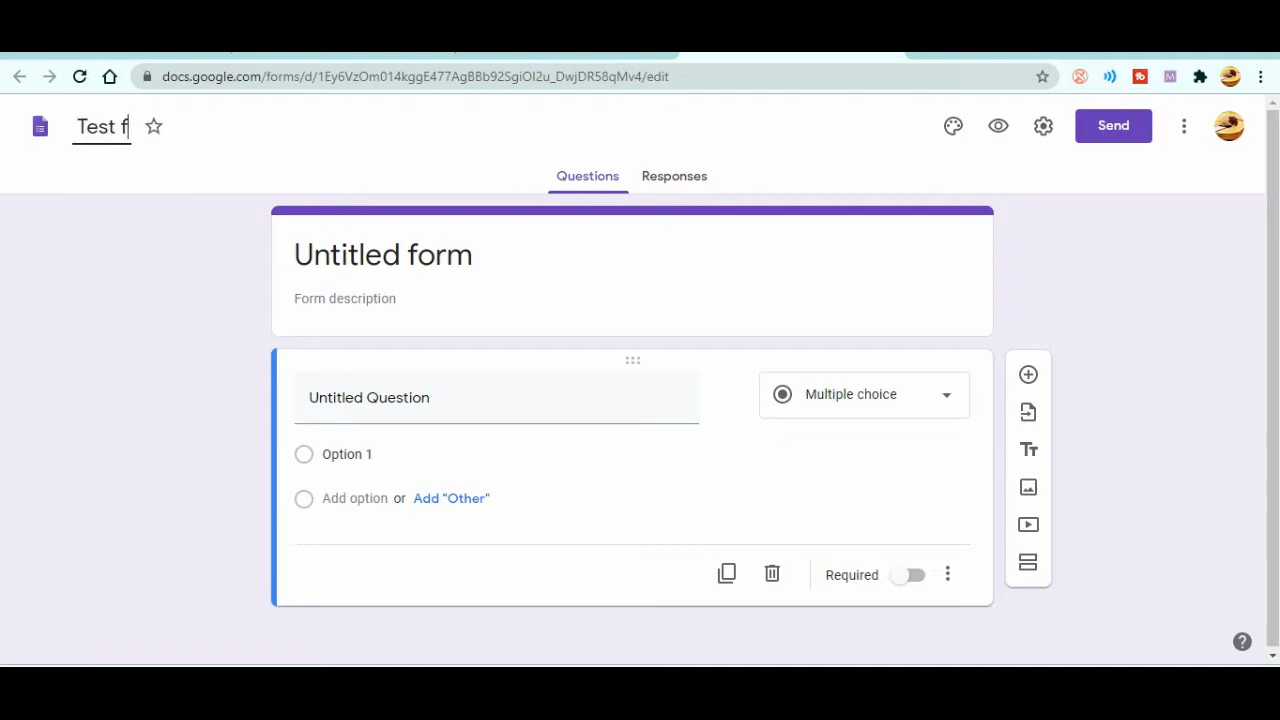 docs.google.com/forms/d/1Ey6VzOm014kggE477AgBBb92SgiOI2u_DwjDR58qMv4/edit
Test f
Send
Questions Responses
Untitled form
Form description
Untitled Question
Multiple choice
Option 1
Add option or Add "Other"
Required